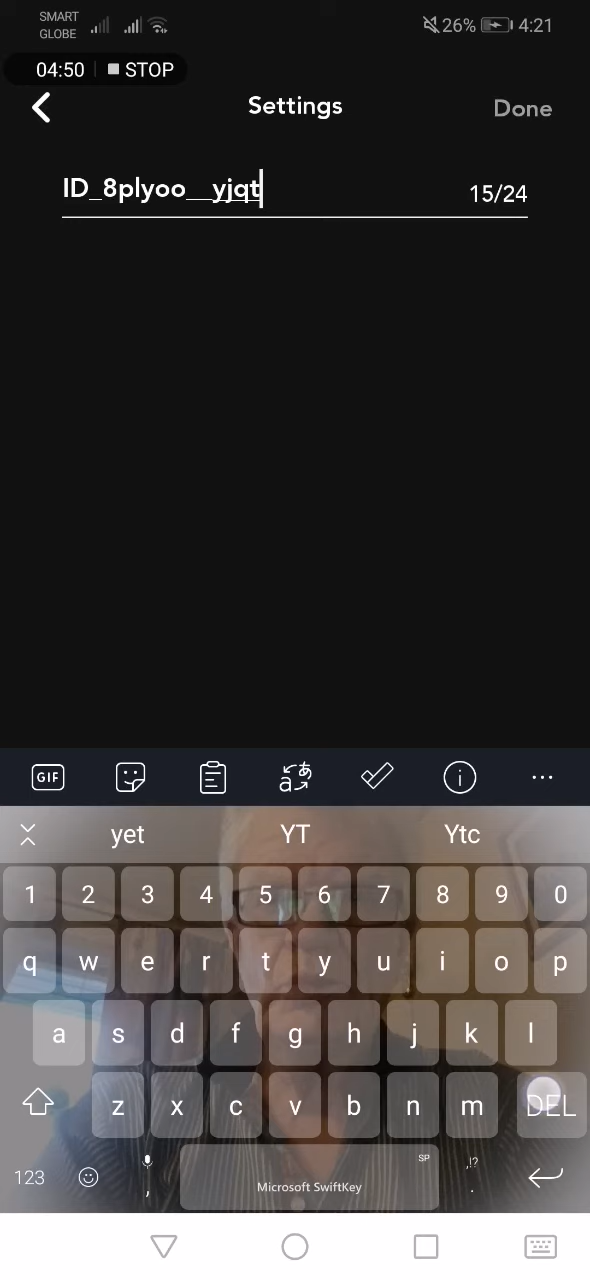 SMART
GLOBE
26% 4:21
04:50 STOP
Settings Done
ID_8plyoo__yjqt 15/24
GIF
yet YT Ytc
1 2 3 4 5 6 7 8 9 0
q w e r t y u i o p
a s d f g h j k l
z x c v b n m DEL
123 , Microsoft SwiftKey SP ,!? .